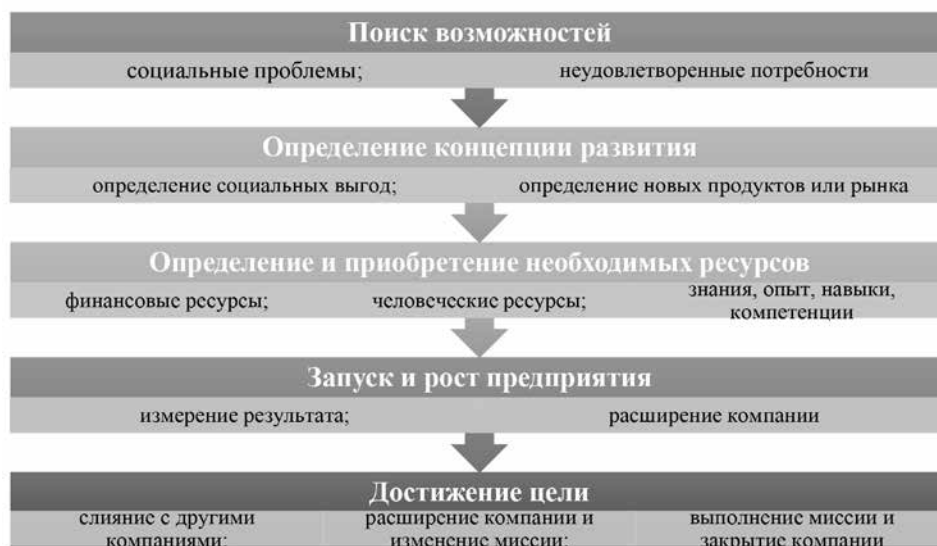 Поиск возможностей
социальные проблемы; неудовлетворенные потребности
Определение концепции развития
определение социальных выгод; определение новых продуктов или рынка
Определение и приобретение необходимых ресурсов
финансовые ресурсы; человеческие ресурсы; знания, опыт, навыки,
компетенции
Запуск и рост предприятия
измерение результата; расширение компании
Достижение цели
слияние с другими
компаниями;
расширение компании и
изменение миссии;
выполнение миссии и
закрытие компании